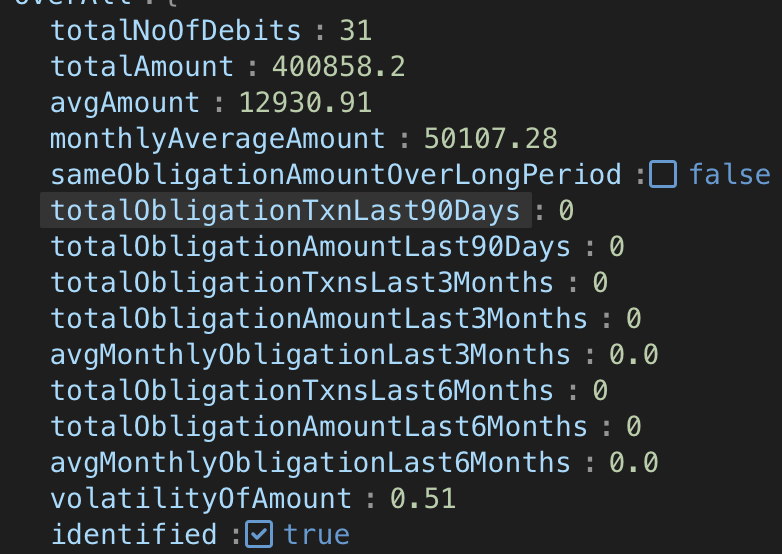 overAll : {
totalNoOfDebits : 31
totalAmount : 400858.2
avgAmount : 12930.91
monthlyAverageAmount : 50107.28
sameObligationAmountOverLongPeriod : false
totalObligationTxnLast90Days : 0
totalObligationAmountLast90Days : 0
totalObligationTxnsLast3Months : 0
totalObligationAmountLast3Months : 0
avgMonthlyObligationLast3Months : 0.0
totalObligationTxnsLast6Months : 0
totalObligationAmountLast6Months : 0
avgMonthlyObligationLast6Months : 0.0
volatilityOfAmount : 0.51
identified : true